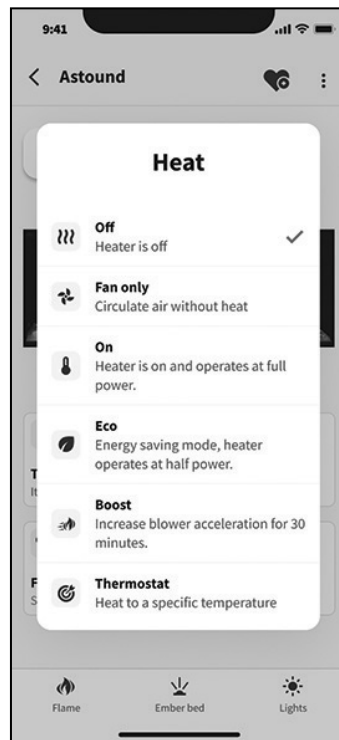 9:41
Astound
Heat
Off
Heater is off
Fan only
Circulate air without heat
On
Heater is on and operates at full
power.
Eco
Energy saving mode, heater
operates at half power.
Boost
Increase blower acceleration for 30
minutes.
T
It
Thermostat
Heat to a specific temperature
F
S
Flame
Ember bed
Lights